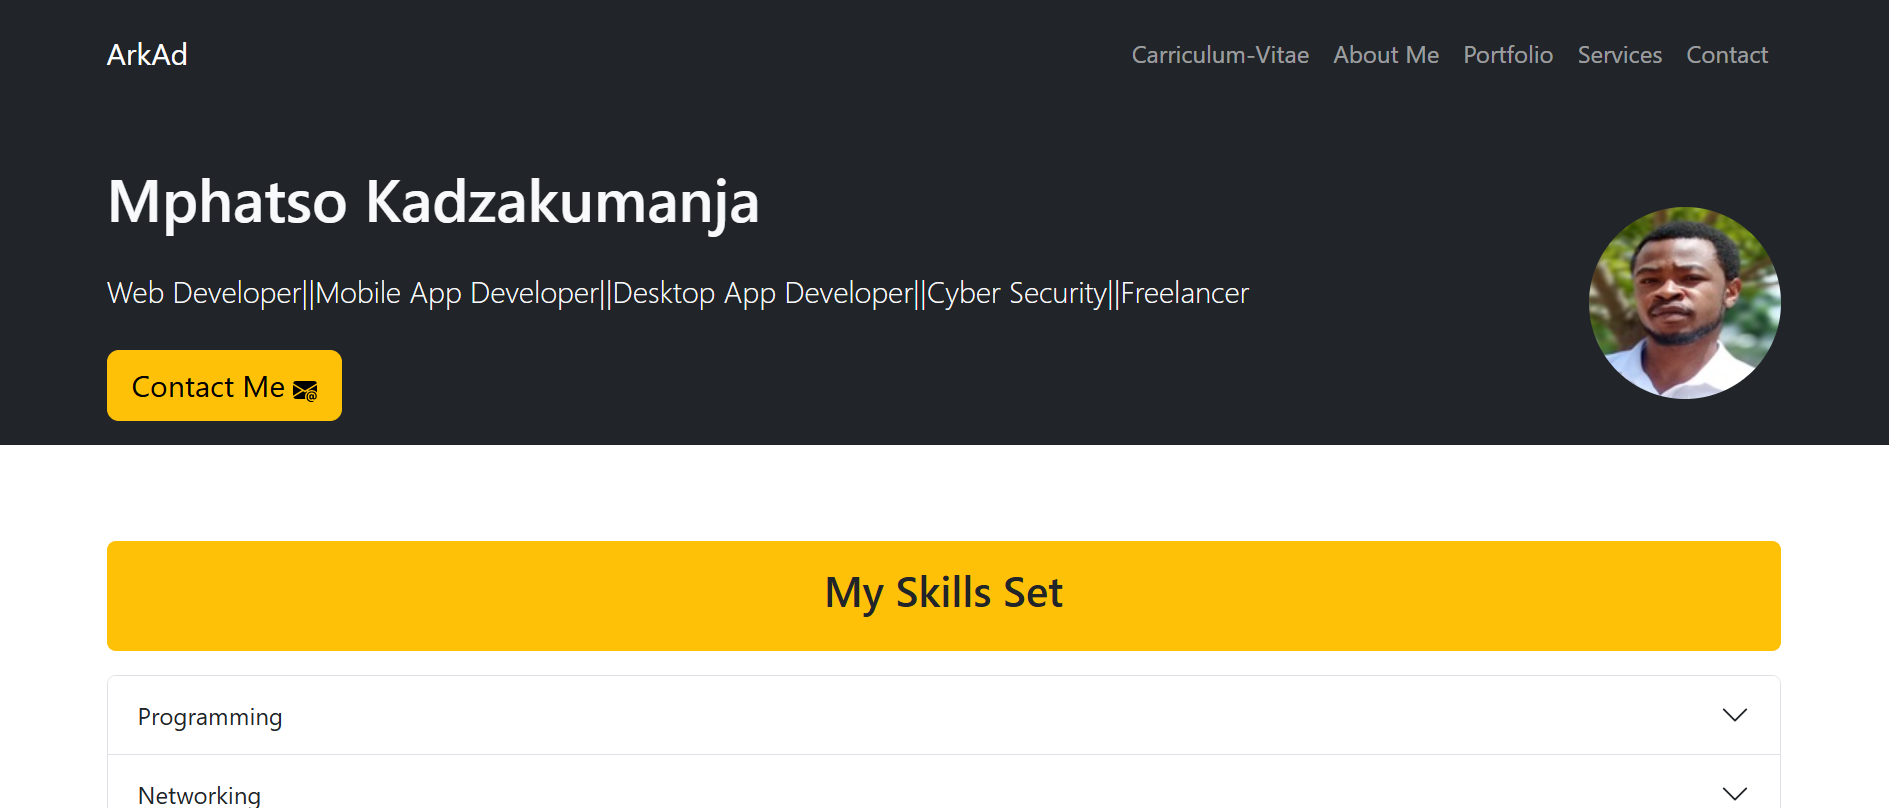 ArkAd
Carriculum-Vitae About Me Portfolio Services Contact
Mphatso Kadzakumanja
Web Developer||Mobile App Developer||Desktop App Developer||Cyber Security||Freelancer
Contact Me
My Skills Set
Programming
Networking